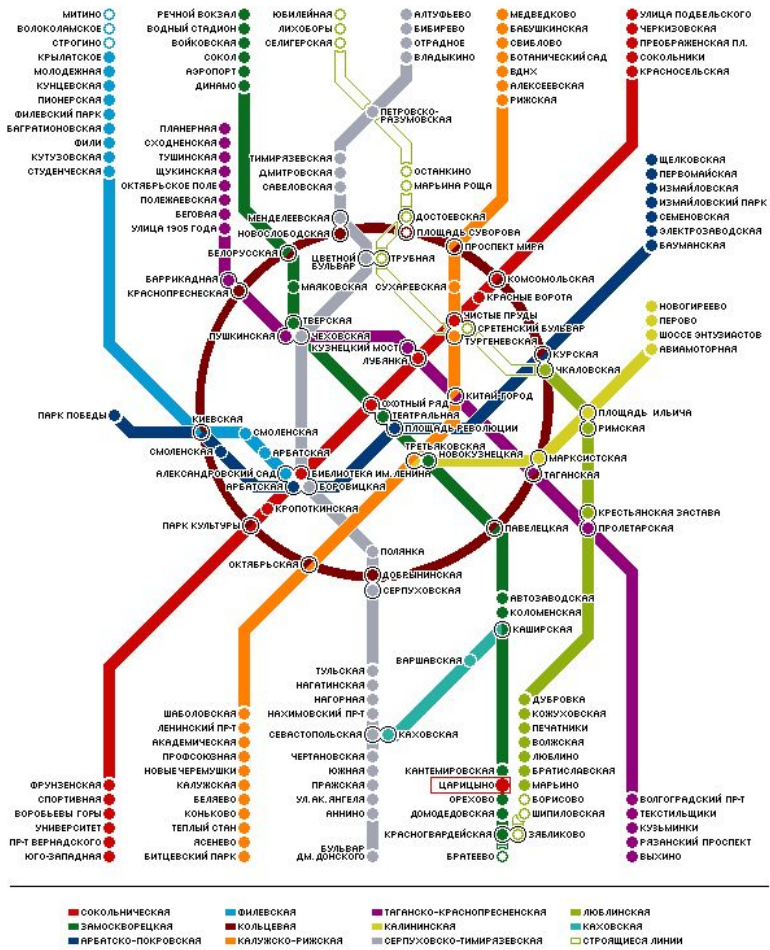 МИТИНО
ВОЛОКОЛАМСКОЕ
СТРОГИНО
КРЫЛАТСКОЕ
МОЛОДЕЖНАЯ
КУНЦЕВСКАЯ
ПИОНЕРСКАЯ
ФИЛЕВСКИЙ ПАРК
БАГРАТИОНОВСКАЯ
ФИЛИ
КУТУЗОВСКАЯ
СТУДЕНЧЕСКАЯ
РЕЧНОЙ ВОКЗАЛ
ВОДНЫЙ СТАДИОН
ВОЙКОВСКАЯ
СОКОЛ
АЭРОПОРТ
ДИНАМО
ПЛАНЕРНАЯ
СХОДНЕНСКАЯ
ТУШИНСКАЯ
ЩУКИНСКАЯ
ОКТЯБРЬСКОЕ ПОЛЕ
ПОЛЕЖАЕВСКАЯ
БЕГОВАЯ
УЛИЦА 1905 ГОДА
ЮБИЛЕЙНАЯ
ЛИХОБОРЫ
СЕЛИГЕРСКАЯ
АЛТУФЬЕВО
БИБИРЕВО
ОТРАДНОЕ
ВЛАДЫКИНО
ПЕТРОВСКО-
РАЗУМОВСКАЯ
ТИМИРЯЗЕВСКАЯ
ДМИТРОВСКАЯ
САВЕЛОВСКАЯ
ОСТАНКИНО
МАРЬИНА РОЩА
МЕДВЕДКОВО
БАБУШКИНСКАЯ
СВИБЛОВО
БОТАНИЧЕСКИЙ САД
ВДНХ
АЛЕКСЕЕВСКАЯ
РИЖСКАЯ
УЛИЦА ПОДБЕЛЬСКОГО
ЧЕРКИЗОВСКАЯ
ПРЕОБРАЖЕНСКАЯ ПЛ.
СОКОЛЬНИКИ
КРАСНОСЕЛЬСКАЯ
ЩЕЛКОВСКАЯ
ПЕРВОМАЙСКАЯ
ИЗМАЙЛОВСКАЯ
ИЗМАЙЛОВСКИЙ ПАРК
СЕМЕНОВСКАЯ
ЭЛЕКТРОЗАВОДСКАЯ
БАУМАНСКАЯ
МЕНДЕЛЕЕВСКАЯ
НОВОСЛОБОДСКАЯ
ДОСТОЕВСКАЯ
ПЛОЩАДЬ СУВОРОВА
ПРОСПЕКТ МИРА
БЕЛОРУССКАЯ
ЦВЕТНОЙ
БУЛЬВАР
ТРУБНАЯ
БАРРИКАДНАЯ
КРАСНОПРЕСНЕСКАЯ
МАЯКОВСКАЯ
СУХАРЕВСКАЯ
КОМСОМОЛЬСКАЯ
КРАСНЫЕ ВОРОТА
НОВОГИРЕЕВО
ПЕРОВО
ШОССЕ ЭНТУЗИАСТОВ
АВИАМОТОРНАЯ
ТВЕРСКАЯ
ПУШКИНСКАЯ
ЧЕХОВСКАЯ
КУЗНЕЦКИЙ МОСТ
ЛУБЯНКА
ЧИСТЫЕ ПРУДЫ
СРЕТЕНСКИЙ БУЛЬВАР
ТУРГЕНЕВСКАЯ
КУРСКАЯ
ЧКАЛОВСКАЯ
КИТАЙ-ГОРОД
ОХОТНЫЙ РЯД
ТЕАТРАЛЬНАЯ
ПЛОЩАДЬ РЕВОЛЮЦИИ
ПЛОЩАДЬ ИЛЬИЧА
РИМСКАЯ
ПАРК ПОБЕДЫ
КИЕВСКАЯ
СМОЛЕНСКАЯ
СМОЛЕНСКАЯ
АРБАТСКАЯ
ТРЕТЬЯКОВСКАЯ
НОВОКУЗНЕЦКАЯ
МАРКСИСТСКАЯ
ТАГАНСКАЯ
АЛЕКСАНДРОВСКИЙ САД
БИБЛИОТЕКА ИМ. ЛЕНИНА
АРБАТСКАЯ
БОРОВИЦКАЯ
КРОПОТКИНСКАЯ
ПАРК КУЛЬТУРЫ
ПАВЕЛЕЦКАЯ
КРЕСТЬЯНСКАЯ ЗАСТАВА
ПРОЛЕТАРСКАЯ
ОКТЯБРЬСКАЯ
ПОЛЯНКА
ДОБРЫНИНСКАЯ
СЕРПУХОВСКАЯ
АВТОЗАВОДСКАЯ
КОЛОМЕНСКАЯ
КАШИРСКАЯ
ВАРШАВСКАЯ
ТУЛЬСКАЯ
НАГАТИНСКАЯ
НАГОРНАЯ
НАХИМОВСКИЙ ПР-Т
СЕВАСТОПОЛЬСКАЯ
КАХОВСКАЯ
ЧЕРТАНОВСКАЯ
ЮЖНАЯ
ПРАЖСКАЯ
УЛ. АК. ЯНГЕЛЯ
АННИНО
БУЛЬВАР
ДМ. ДОНСКОГО
ШАБОЛОВСКАЯ
ЛЕНИНСКИЙ ПР-Т
АКАДЕМИЧЕСКАЯ
ПРОФСОЮЗНАЯ
НОВЫЕ ЧЕРЕМУШКИ
КАЛУЖСКАЯ
БЕЛЯЕВО
КОНЬКОВО
ТЕПЛЫЙ СТАН
ЯСЕНЕВО
БИТЦЕВСКИЙ ПАРК
ФРУНЗЕНСКАЯ
СПОРТИВНАЯ
ВОРОБЬЕВЫ ГОРЫ
УНИВЕРСИТЕТ
ПР-Т ВЕРНАДСКОГО
ЮГО-ЗАПАДНАЯ
КАНТЕМИРОВСКАЯ
ЦАРИЦЫНО
ОРЕХОВО
ДОМОДЕДОВСКАЯ
КРАСНОГВАРДЕЙСКАЯ
БРАТЕЕВО
ДУБРОВКА
КОЖУХОВСКАЯ
ПЕЧАТНИКИ
ВОЛЖСКАЯ
ЛЮБЛИНО
БРАТИСЛАВСКАЯ
МАРЬИНО
БОРИСОВО
ШИПИЛОВСКАЯ
ЗЯБЛИКОВО
ВОЛГОГРАДСКИЙ ПР-Т
ТЕКСТИЛЬЩИКИ
КУЗЬМИНКИ
РЯЗАНСКИЙ ПРОСПЕКТ
ВЫХИНО
СОКОЛЬНИЧЕСКАЯ
ЗАМОСКВОРЕЦКАЯ
АРБАТСКО-ПОКРОВСКАЯ
ФИЛЕВСКАЯ
КОЛЬЦЕВАЯ
КАЛУЖСКО-РИЖСКАЯ
ТАГАНСКО-КРАСНОПРЕСНЕНСКАЯ
КАЛИНИНСКАЯ
СЕРПУХОВСКО-ТИМИРЯЗЕВСКАЯ
ЛЮБЛИНСКАЯ
КАХОВСКАЯ
СТОЯЩИЕСЯ ЛИНИИ